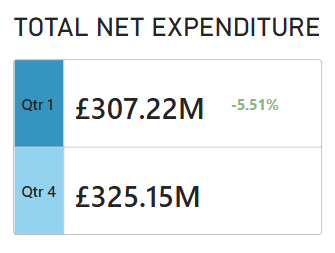 TOTAL NET EXPENDITURE
Qtr 1 £307.22M -5.51%
Qtr 4 £325.15M